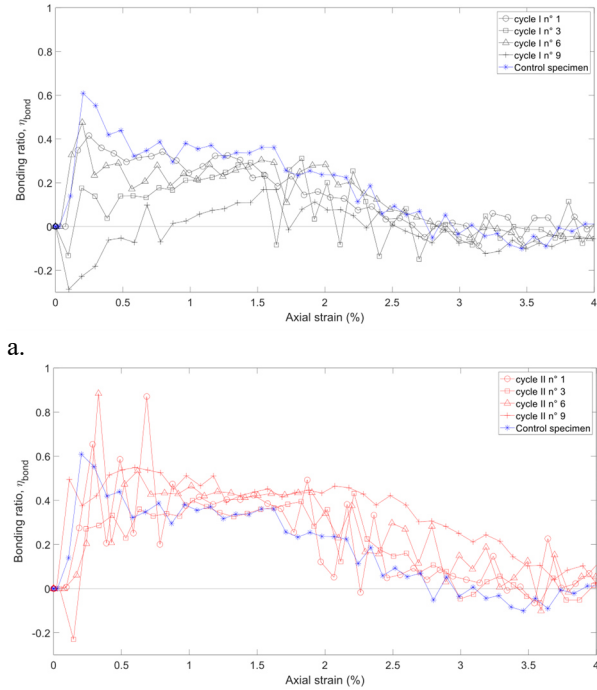 1
cycle I n° 1
cycle I n° 3
cycle I n° 6
cycle I n° 9
Control specimen
0.8
0.6
0.4
0.2
0
-0.2
Bonding ratio, ηbond
0 0.5 1 1.5 2 2.5 3 3.5 4
Axial strain (%)
a.
1
cycle II n° 1
cycle II n° 3
cycle II n° 6
cycle II n° 9
Control specimen
0.8
0.6
0.4
0.2
0
-0.2
Bonding ratio, ηbond
0 0.5 1 1.5 2 2.5 3 3.5 4
Axial strain (%)